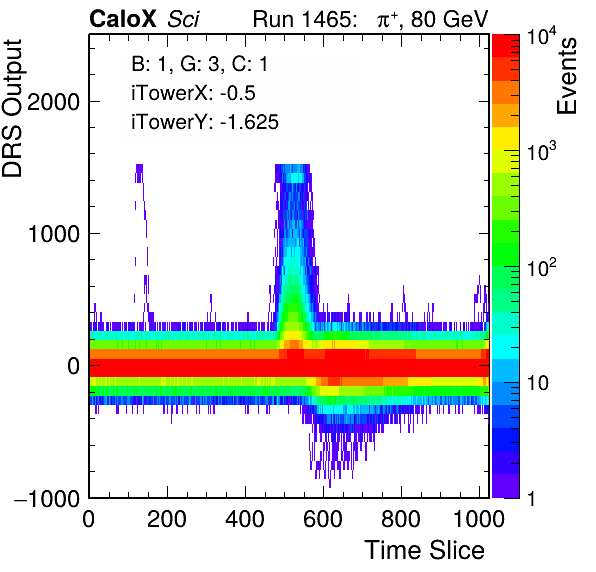 CaloX Sci Run 1465: π⁺, 80 GeV
B: 1, G: 3, C: 1
iTowerX: -0.5
iTowerY: -1.625
DRS Output
2000
1000
0
−1000
0 200 400 600 800 1000
Time Slice
Events
10⁴
10³
10²
10
1